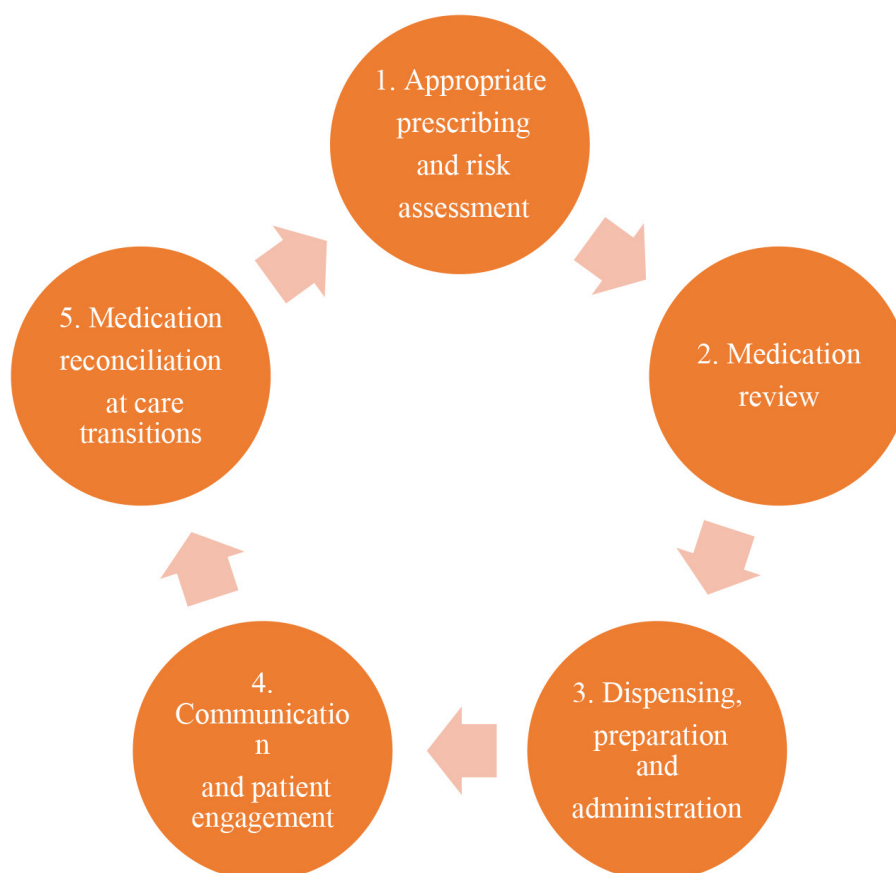 1. Appropriate
prescribing
and risk
assessment
2. Medication
review
3. Dispensing,
preparation
and
administration
4.
Communicatio
n
and patient
engagement
5. Medication
reconciliation
at care
transitions